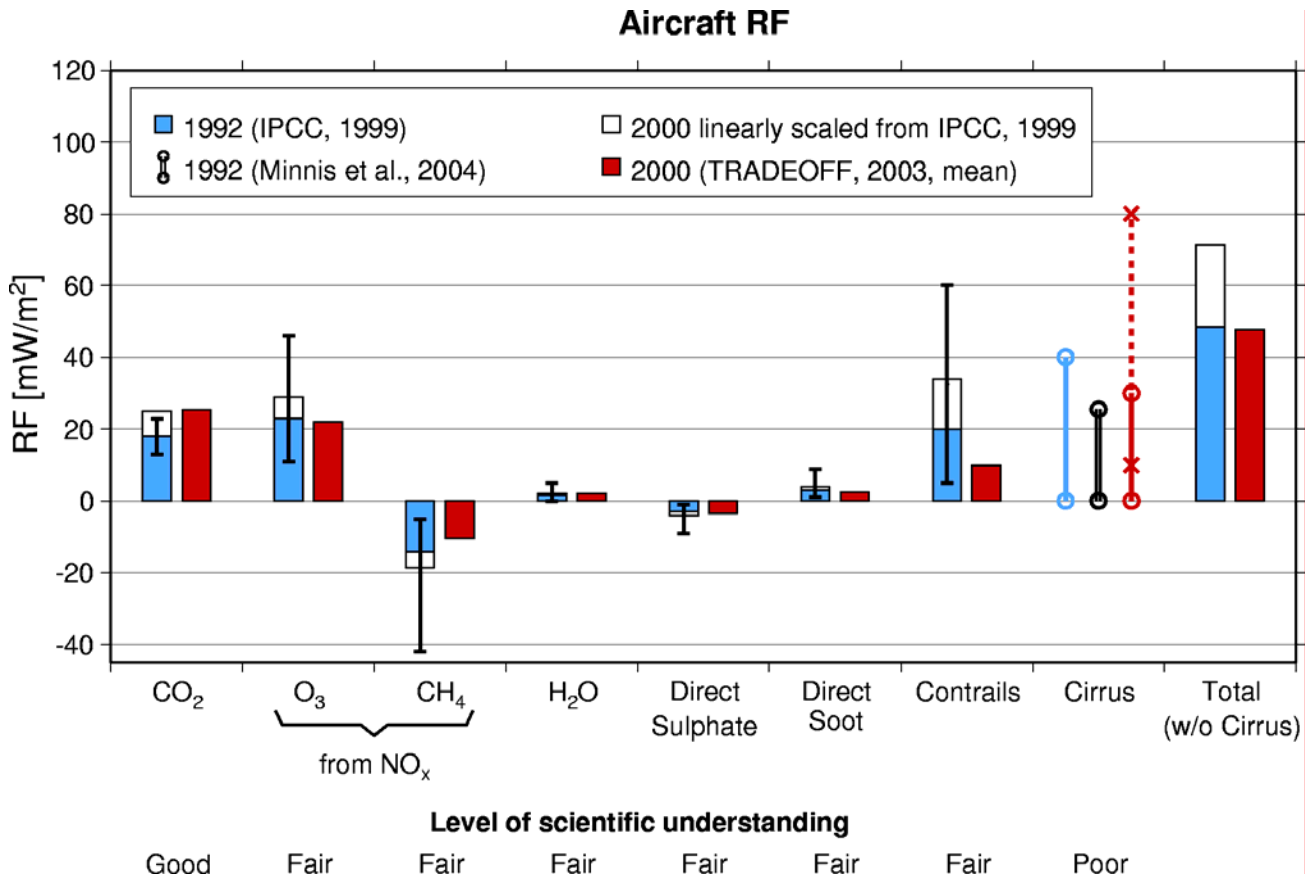 Aircraft RF
120
100
80
60
40
20
0
-20
-40
RF [mW/m²]
1992 (IPCC, 1999)
2000 linearly scaled from IPCC, 1999
1992 (Minnis et al., 2004)
2000 (TRADEOFF, 2003, mean)
CO₂ O₃ CH₄ H₂O Direct Direct Contrails Cirrus Total
Sulphate Soot (w/o Cirrus)
from NOₓ
Level of scientific understanding
Good Fair Fair Fair Fair Fair Fair Poor